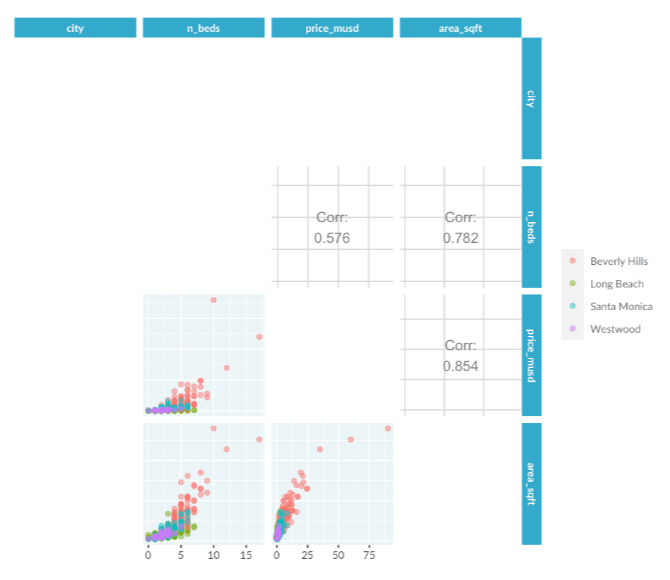 city n_beds price_musd area_sqft
city
Corr:
0.576
Corr:
0.782
n_beds
Beverly Hills
Long Beach
Santa Monica
Westwood
Corr:
0.854
price_musd
area_sqft
0 5 10 15 0 25 50 75